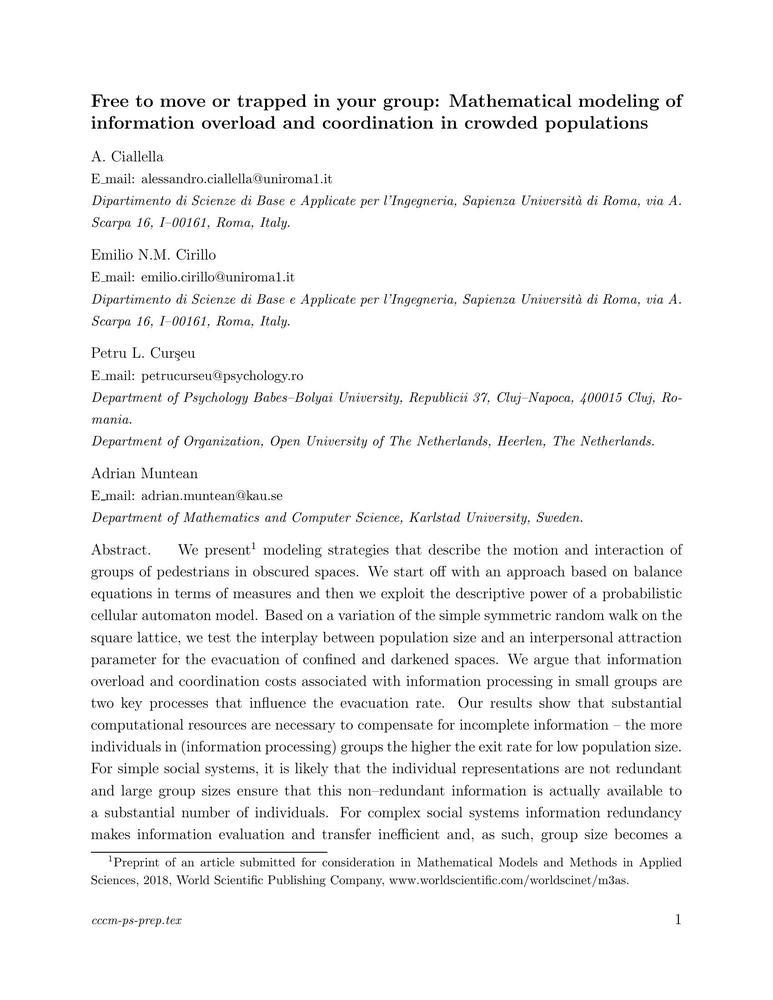 Free to move or trapped in your group: Mathematical modeling of
information overload and coordination in crowded populations
A. Ciallella
E_mail: alessandro.ciallella@uniroma1.it
Dipartimento di Scienze di Base e Applicate per l'Ingegneria, Sapienza Università di Roma, via A.
Scarpa 16, I–00161, Roma, Italy.
Emilio N.M. Cirillo
E_mail: emilio.cirillo@uniroma1.it
Dipartimento di Scienze di Base e Applicate per l'Ingegneria, Sapienza Università di Roma, via A.
Scarpa 16, I–00161, Roma, Italy.
Petru L. Curşeu
E_mail: petrucurseu@psychology.ro
Department of Psychology Babes–Bolyai University, Republicii 37, Cluj–Napoca, 400015 Cluj, Ro-
mania.
Department of Organization, Open University of The Netherlands, Heerlen, The Netherlands.
Adrian Muntean
E_mail: adrian.muntean@kau.se
Department of Mathematics and Computer Science, Karlstad University, Sweden.
Abstract. We present¹ modeling strategies that describe the motion and interaction of
groups of pedestrians in obscured spaces. We start off with an approach based on balance
equations in terms of measures and then we exploit the descriptive power of a probabilistic
cellular automaton model. Based on a variation of the simple symmetric random walk on the
square lattice, we test the interplay between population size and an interpersonal attraction
parameter for the evacuation of confined and darkened spaces. We argue that information
overload and coordination costs associated with information processing in small groups are
two key processes that influence the evacuation rate. Our results show that substantial
computational resources are necessary to compensate for incomplete information – the more
individuals in (information processing) groups the higher the exit rate for low population size.
For simple social systems, it is likely that the individual representations are not redundant
and large group sizes ensure that this non–redundant information is actually available to
a substantial number of individuals. For complex social systems information redundancy
makes information evaluation and transfer inefficient and, as such, group size becomes a
¹Preprint of an article submitted for consideration in Mathematical Models and Methods in Applied
Sciences, 2018, World Scientific Publishing Company, www.worldscientific.com/worldscinet/m3as.
cccm-ps-prep.tex 1